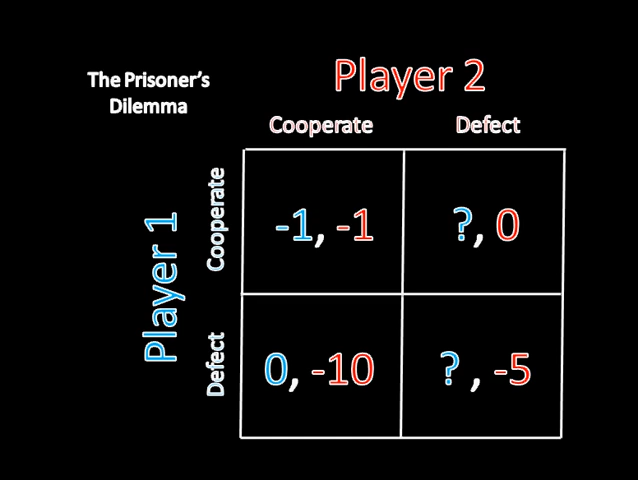 The Prisoner's
Dilemma
Player 2
Cooperate
Defect
Player 1
Cooperate
-1, -1
?, 0
Defect
0, -10
? , -5